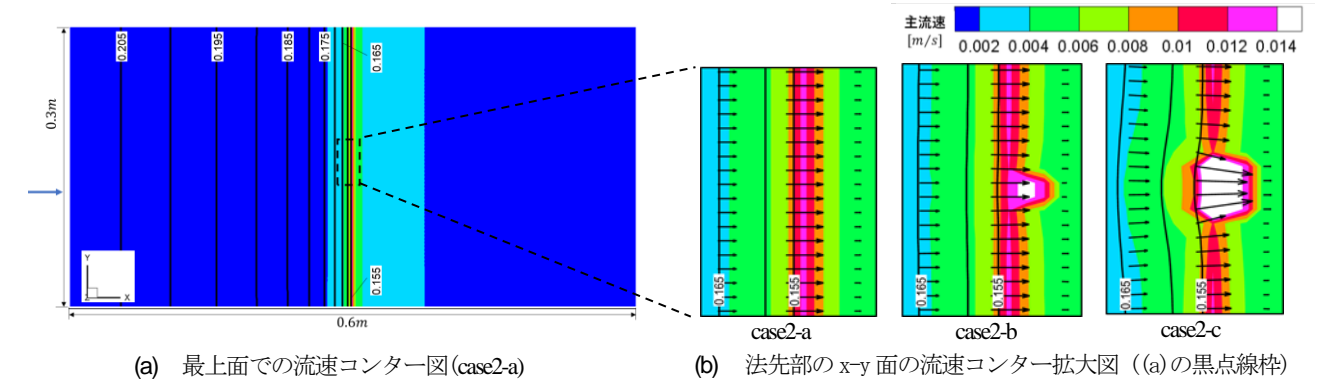 主流速
[m/s]
0.002 0.004 0.006 0.008 0.01 0.012 0.014
0.205
0.195
0.185
0.175
0.165
0.155
0.3m
0.6m
Y
Z
X
0.165
0.155
0.165
0.155
0.165
0.155
case2-a
case2-b
case2-c
(a) 最上面での流速コンター図(case2-a)
(b) 法先部の x-y 面の流速コンター拡大図 ((a)の黒点線枠)